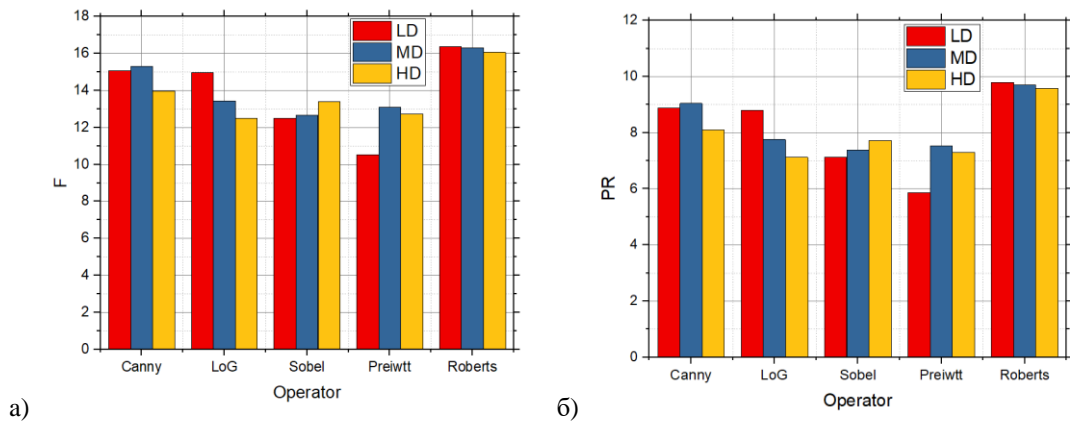 18
16
14
12
10
8
6
4
2
0
F
LD
MD
HD
Canny LoG Sobel Preiwtt Roberts
Operator
а)
12
10
8
6
4
2
0
PR
LD
MD
HD
Canny LoG Sobel Preiwtt Roberts
Operator
б)